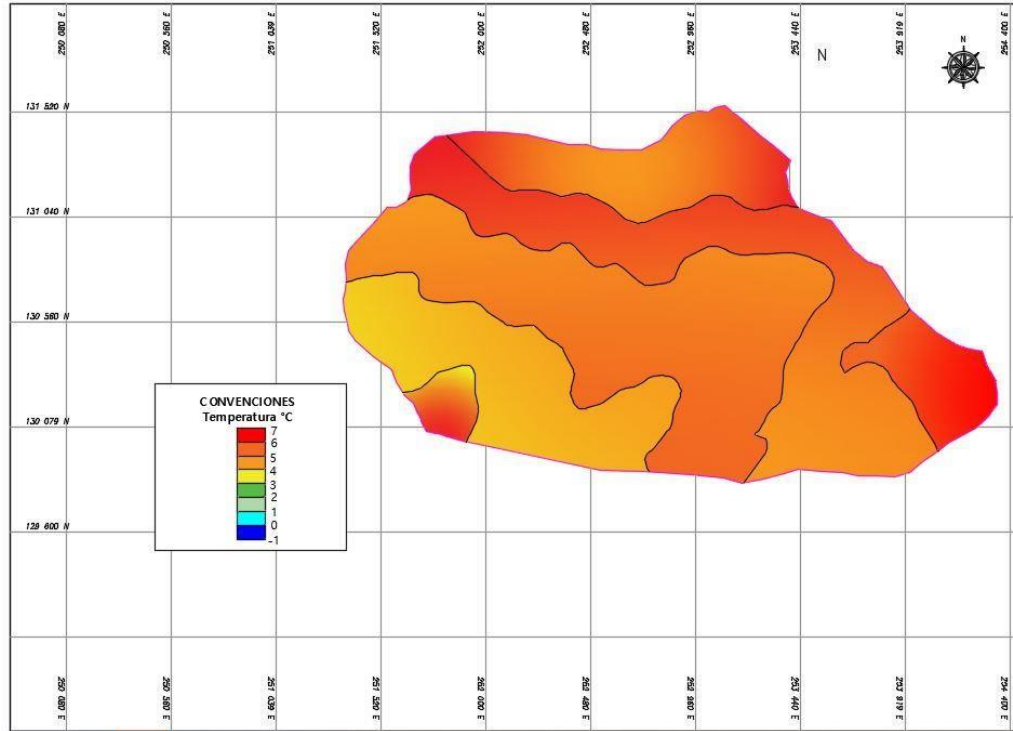 250 080 E
250 560 E
251 039 E
251 520 E
252 000 E
252 480 E
252 960 E
253 440 E
253 919 E
254 400 E
N
N
131 520 N
131 040 N
130 560 N
130 079 N
129 600 N
CONVENCIONES
Temperatura °C
7
6
5
4
3
2
1
0
-1
250 080 E
250 560 E
251 039 E
251 520 E
252 000 E
252 480 E
252 960 E
253 440 E
253 919 E
254 400 E